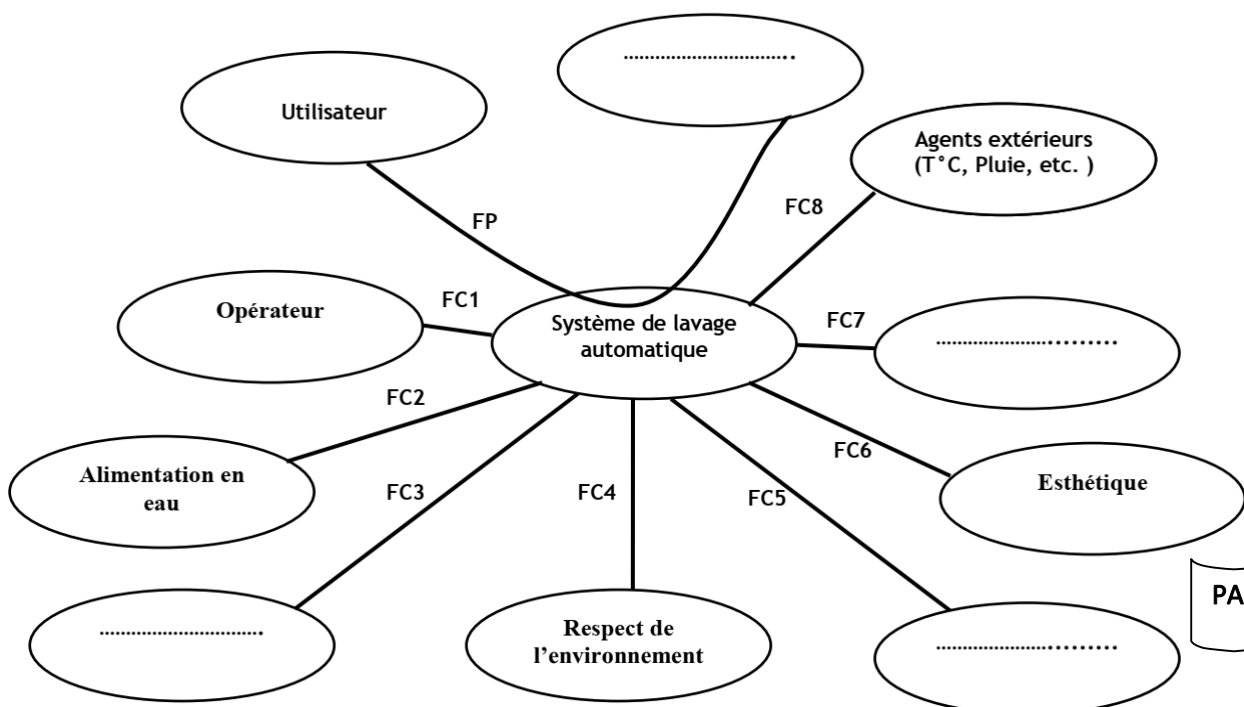 ..................................
Utilisateur
Agents extérieurs
(T°C, Pluie, etc. )
FC8
FP
Opérateur
FC1
Système de lavage
automatique
FC7
..................................
FC2
Alimentation en
eau
FC3
FC4
FC5
FC6
Esthétique
PA
..................................
Respect de
l'environnement
..................................